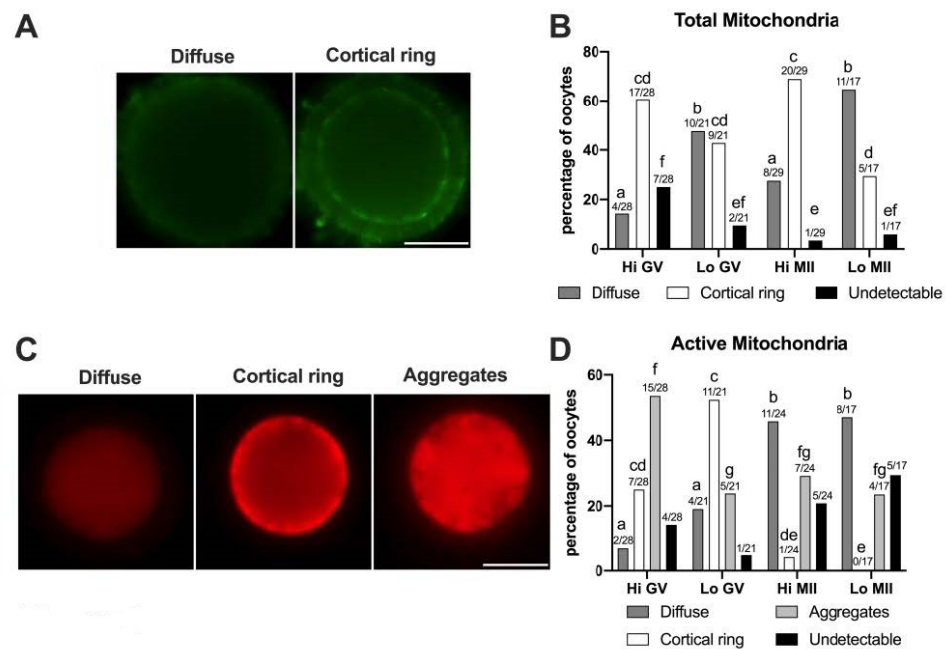 A
Diffuse
Cortical ring
B
Total Mitochondria
percentage of oocytes
80
60
40
20
0
a
4/28
cd
17/28
f
7/28
b
10/21
cd
9/21
ef
2/21
a
8/29
c
20/29
e
1/29
b
11/17
d
5/17
ef
1/17
Hi GV
Lo GV
Hi MII
Lo MII
Diffuse
Cortical ring
Undetectable
C
Diffuse
Cortical ring
Aggregates
D
Active Mitochondria
percentage of oocytes
60
40
20
0
a
2/28
cd
7/28
f
15/28
4/28
a
4/21
c
11/21
g
5/21
1/21
b
11/24
de
1/24
fg
7/24
5/24
b
8/17
e
0/17
fg
4/17
5/17
Hi GV
Lo GV
Hi MII
Lo MII
Diffuse
Aggregates
Cortical ring
Undetectable